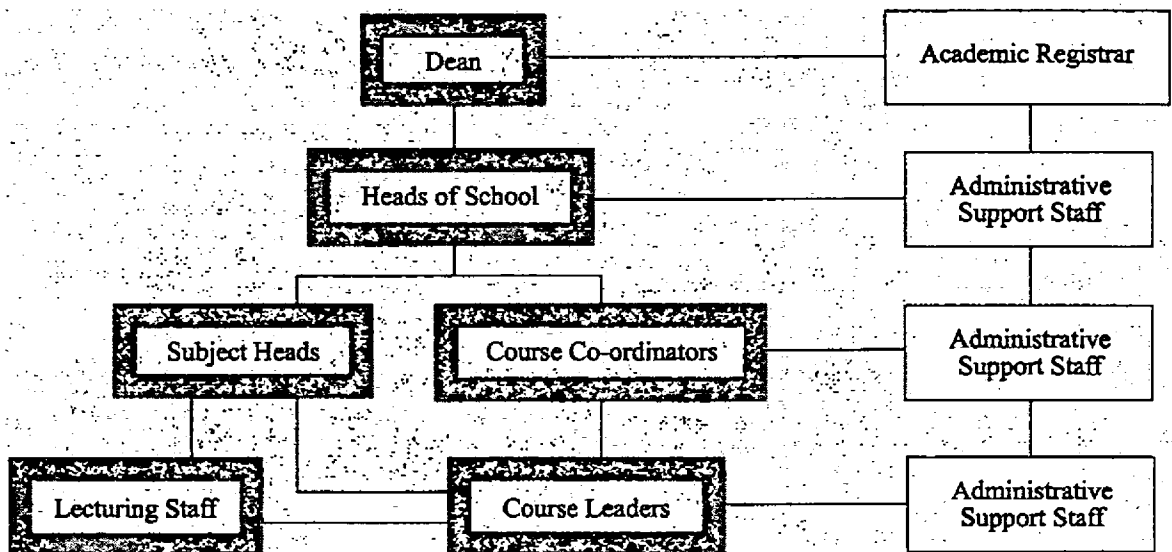 Dean
Academic Registrar
Heads of School
Administrative
Support Staff
Subject Heads
Course Co-ordinators
Administrative
Support Staff
Lecturing Staff
Course Leaders
Administrative
Support Staff